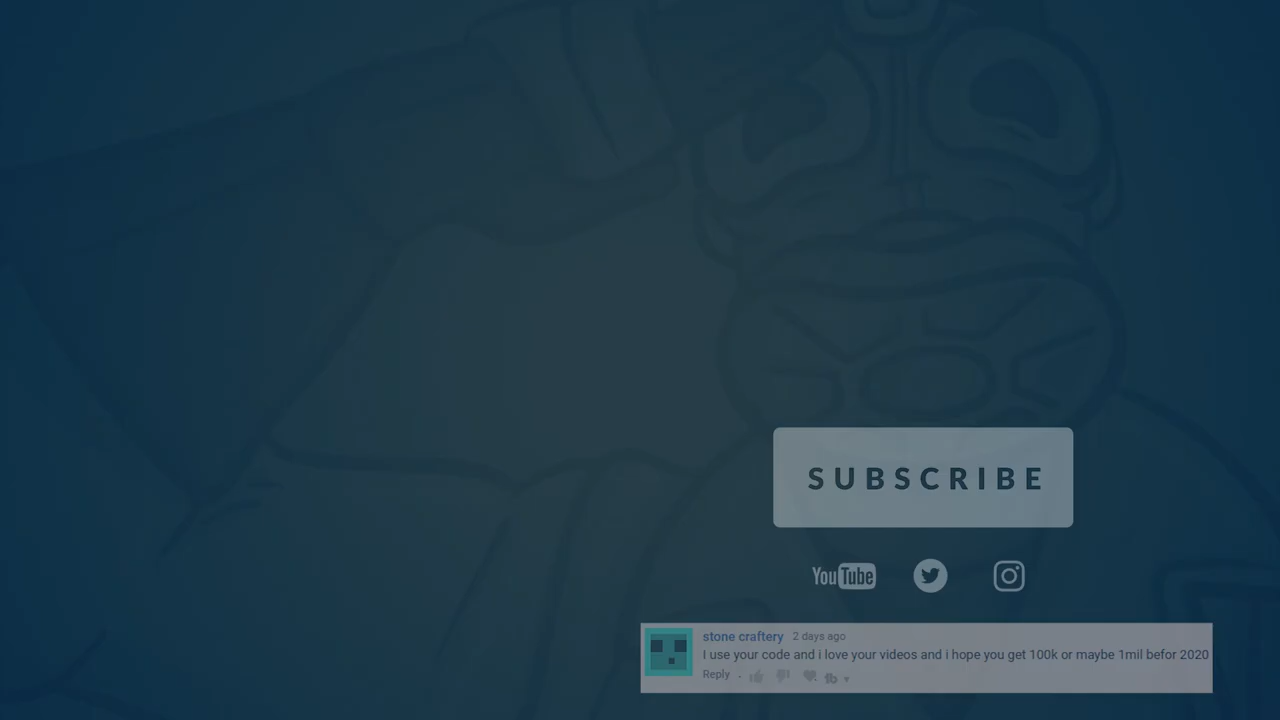 SUBSCRIBE
YouTube
stone craftery 2 days ago
I use your code and i love your videos and i hope you get 100k or maybe 1mil befor 2020
Reply